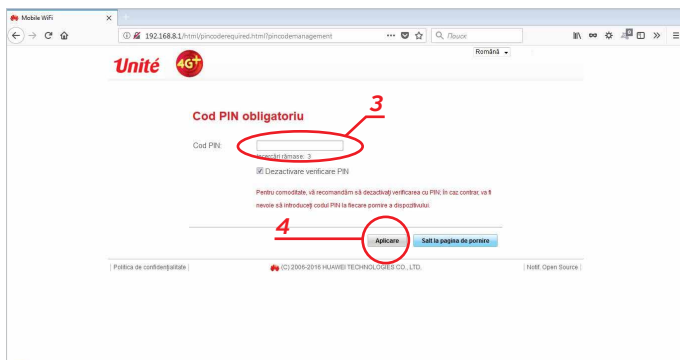 Mobile WiFi
192.168.8.1/html/pincoderequired.html?pincodemanagement
Поиск
Română
Unité 4G+
Cod PIN obligatoriu
3
Cod PIN:
Încercări rămase: 3
Dezactivare verificare PIN
Pentru comoditate, vă recomandăm să dezactivați verificarea cu PIN; în caz contrar, va fi
nevoie să introduceți codul PIN la fiecare pornire a dispozitivului.
4
Aplicare
Salt la pagina de pornire
Politica de confidențialitate
(C) 2006-2016 HUAWEI TECHNOLOGIES CO., LTD.
Notif. Open Source